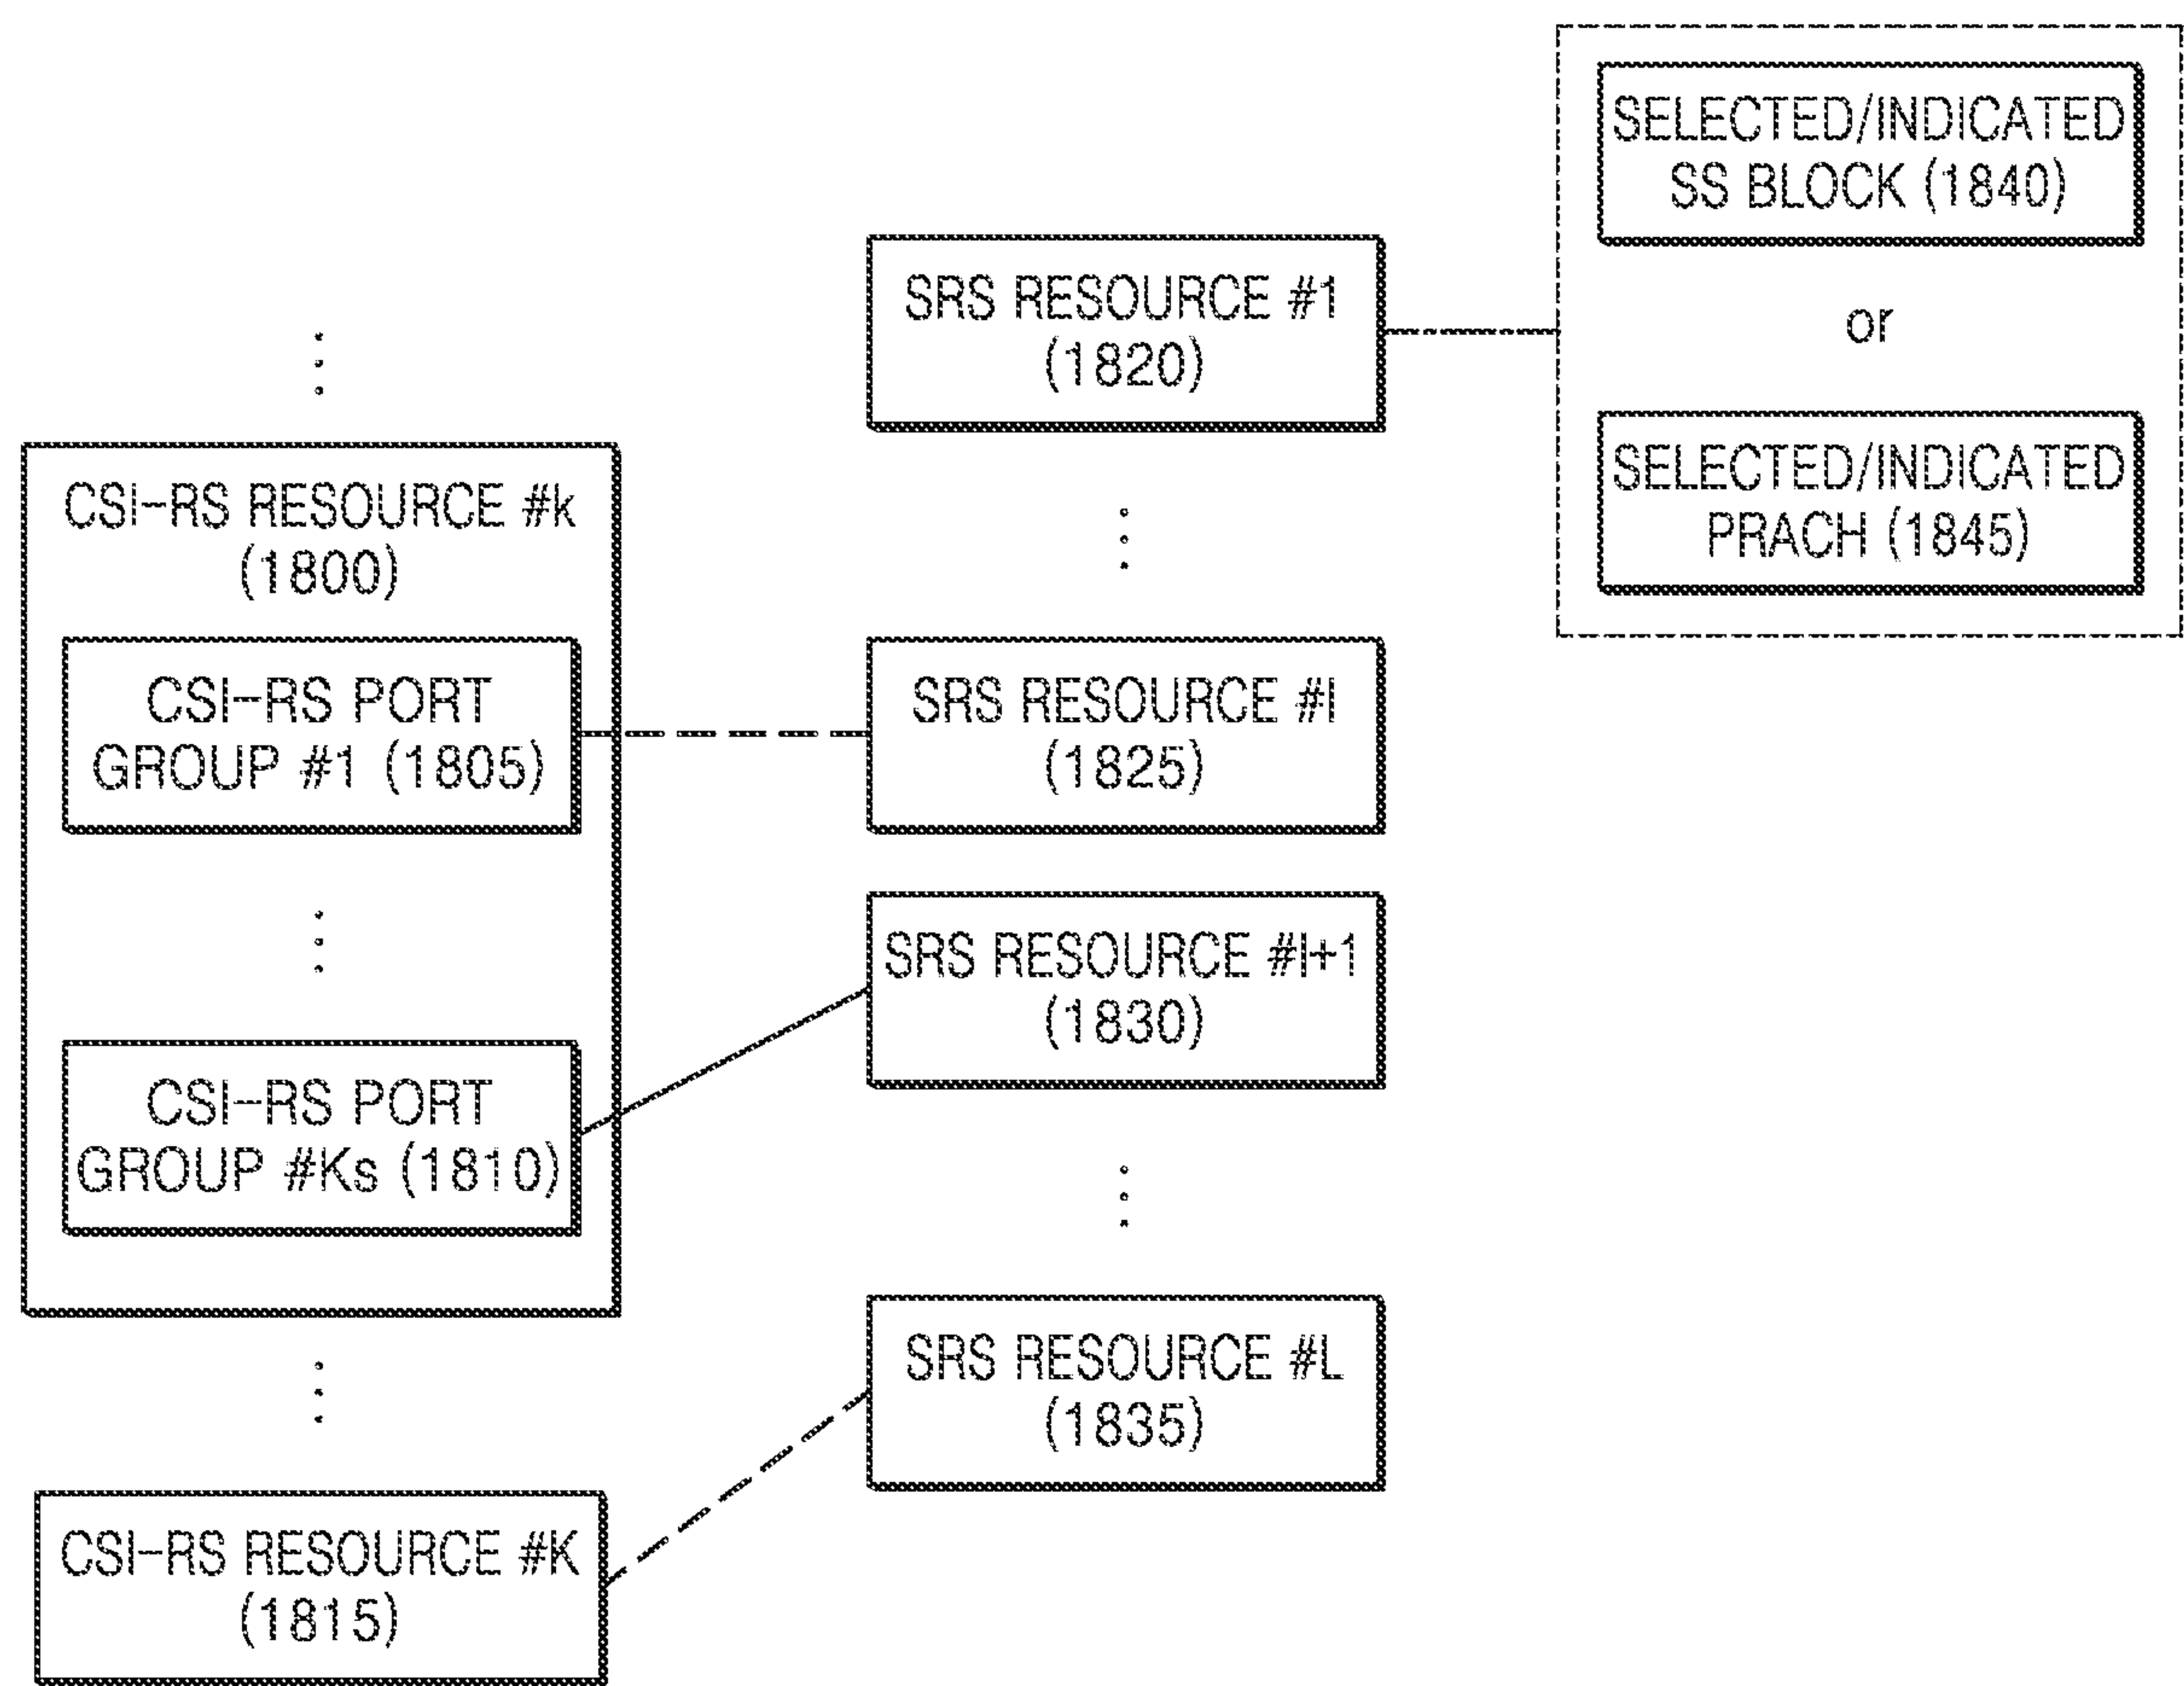 SELECTED/INDICATED
SS BLOCK (1840)
or
SELECTED/INDICATED
PRACH (1845)
SRS RESOURCE #1
(1820)
CSI-RS RESOURCE #k
(1800)
CSI-RS PORT
GROUP #1 (1805)
CSI-RS PORT
GROUP #Ks (1810)
CSI-RS RESOURCE #K
(1815)
SRS RESOURCE #l
(1825)
SRS RESOURCE #l+1
(1830)
SRS RESOURCE #L
(1835)